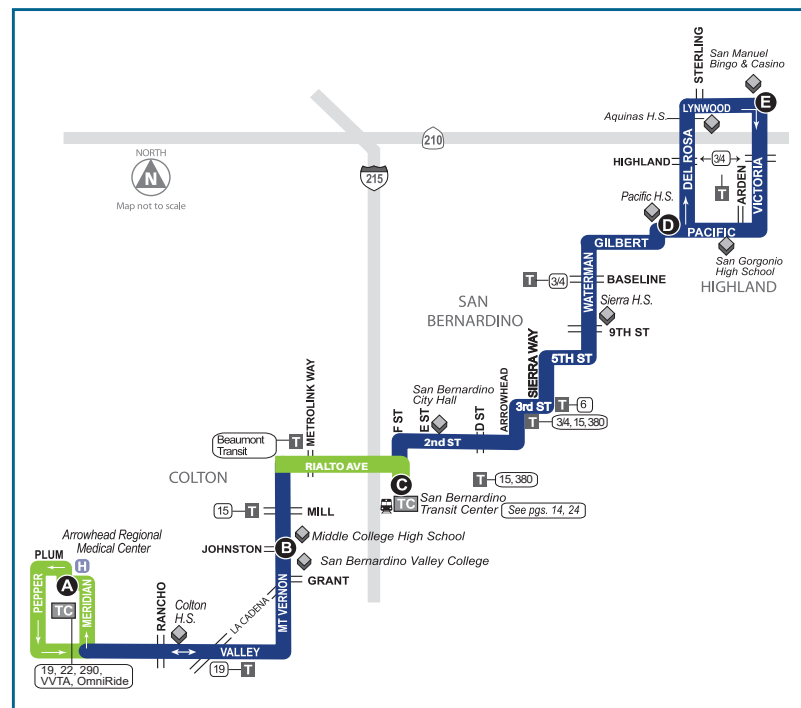 San Manuel
Bingo & Casino
STERLING
LYNWOOD
E
Aquinas H.S.
210
NORTH
N
Map not to scale
215
HIGHLAND
3/4
T
DEL ROSA
ARDEN
VICTORIA
Pacific H.S.
D
PACIFIC
GILBERT
San Gorgonio
High School
HIGHLAND
WATERMAN
T
3/4
BASELINE
SAN
BERNARDINO
Sierra H.S.
9TH ST
5TH ST
SIERRA WAY
ARROWHEAD
3rd ST
T
6
T
3/4, 15, 380
San Bernardino
City Hall
F ST
E ST
D ST
2nd ST
METROLINK WAY
Beaumont
Transit
T
RIALTO AVE
COLTON
C
TC
San Bernardino
Transit Center
See pgs. 14, 24
T
15, 380
15
T
MILL
Middle College High School
JOHNSTON
B
San Bernardino Valley College
GRANT
MT VERNON
Arrowhead Regional
Medical Center
PLUM
H
A
PEPPER
TC
MERIDIAN
RANCHO
Colton
H.S.
LA CADENA
VALLEY
19
T
19, 22, 290,
VVTA, OmniRide